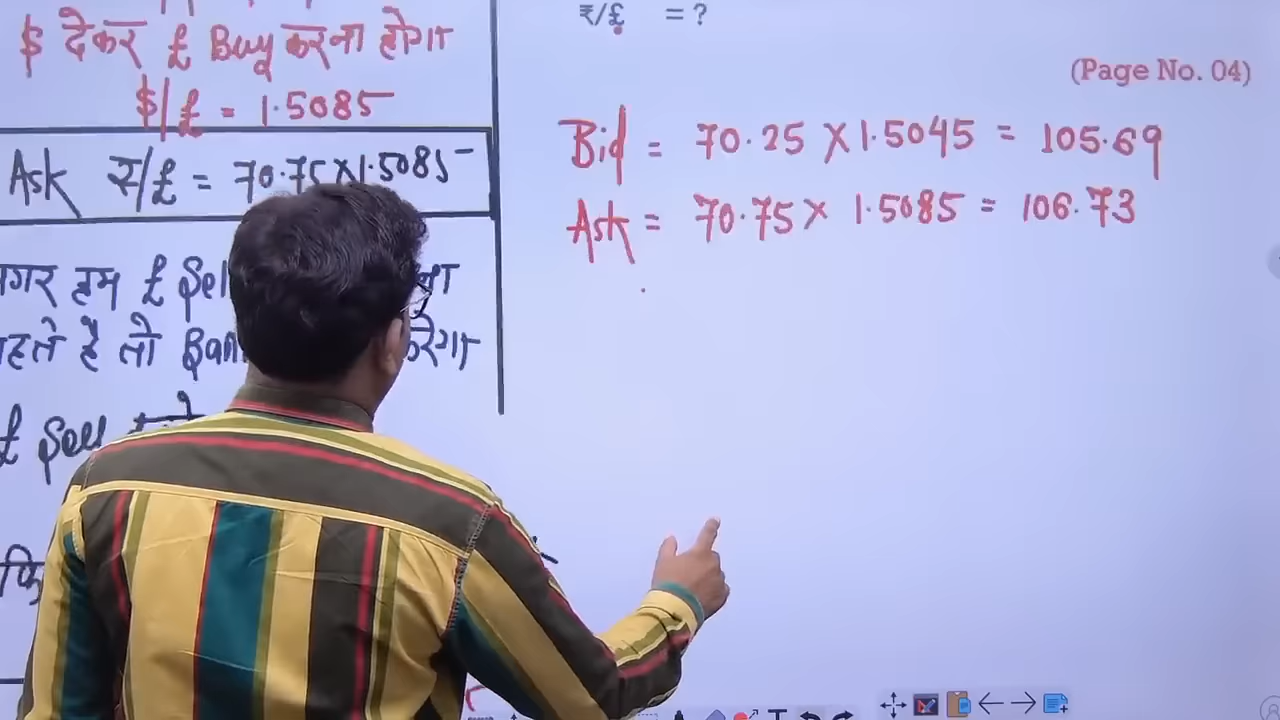 $ देकर £ Buy करना होगा
$/£ = 1.5085
Ask ₹/£ = 70.75×1.5085
अगर हम £
चाहते है तो
£ Sell
₹/£ = ?
(Page No. 04)
Bid = 70.25 × 1.5045 = 105.69
Ask = 70.75 × 1.5085 = 106.73